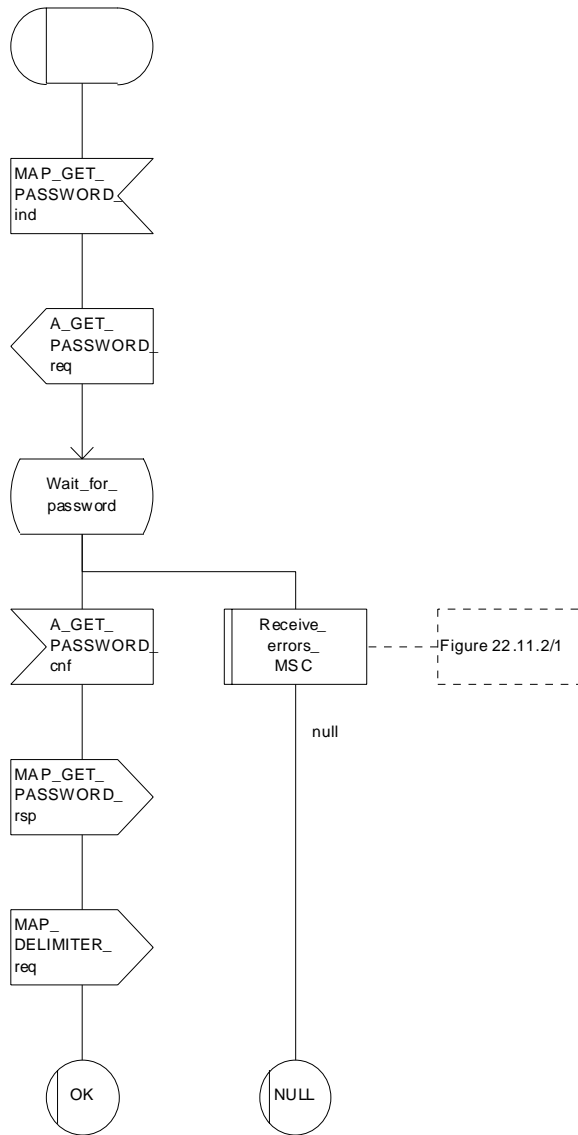 MAP_GET_
PASSWORD_
ind
A_GET_
PASSWORD_
req
Wait_for_
password
A_GET_
PASSWORD_
cnf
Receive_
errors_
MSC
Figure 22.11.2/1
null
MAP_GET_
PASSWORD_
rsp
MAP_
DELIMITER_
req
OK
NULL